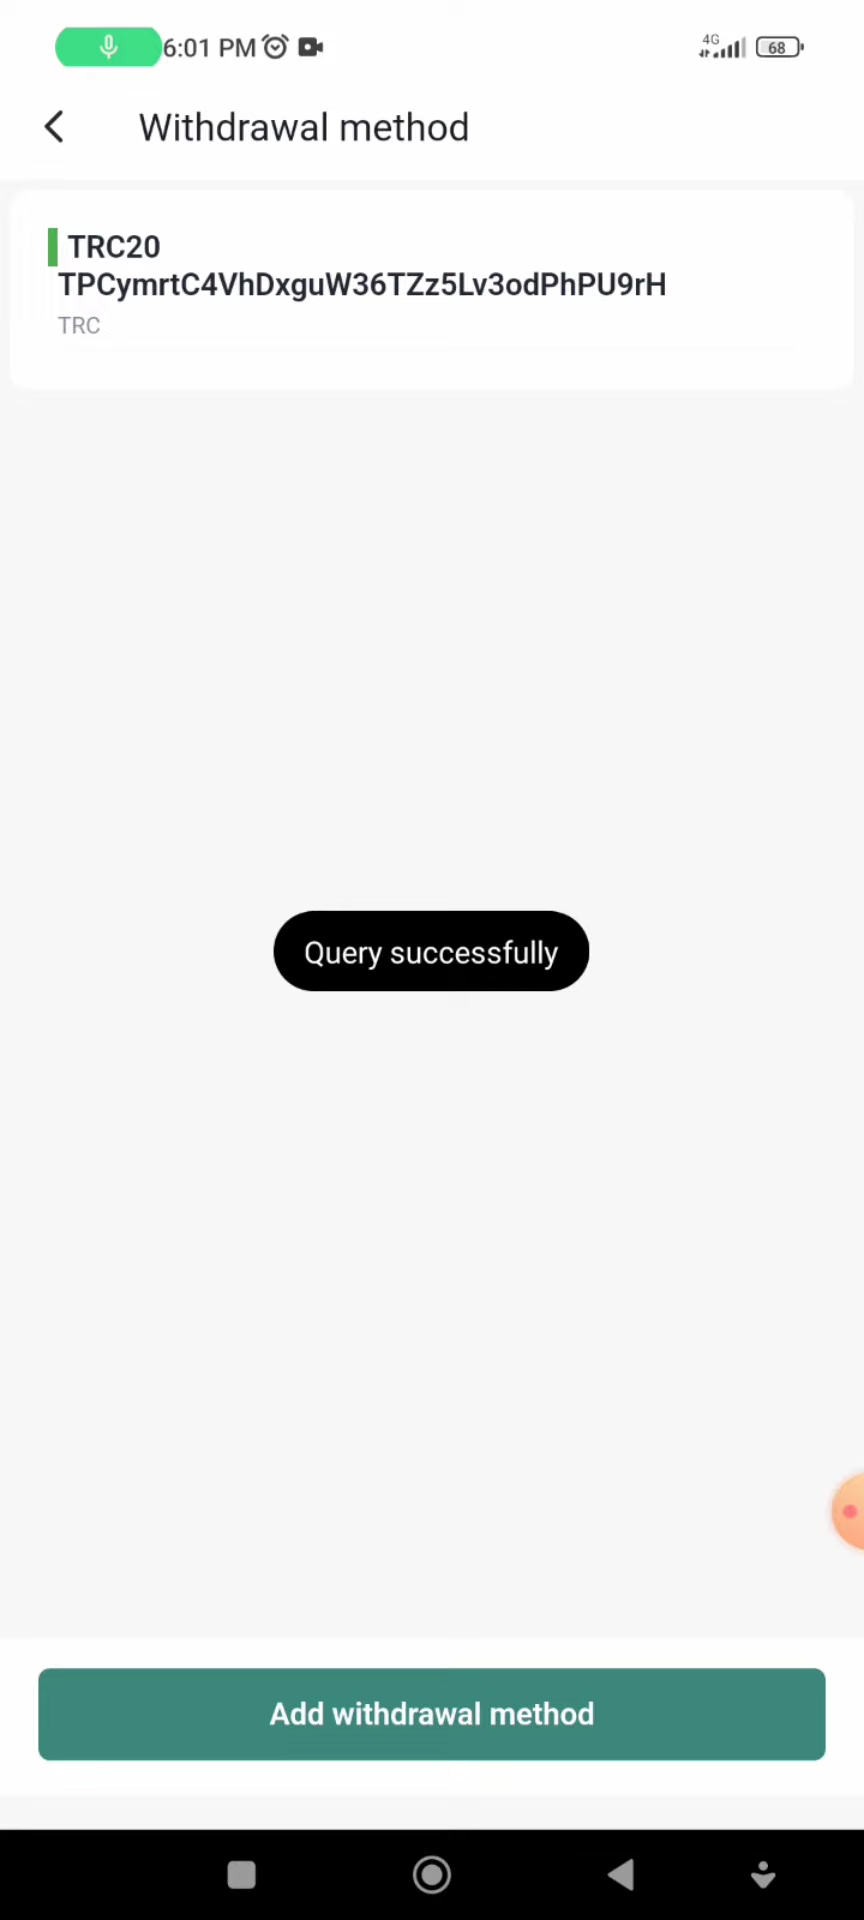 6:01 PM
4G
68
Withdrawal method
TRC20
TPCymrtC4VhDxguW36TZz5Lv3odPhPU9rH
TRC
Query successfully
Add withdrawal method